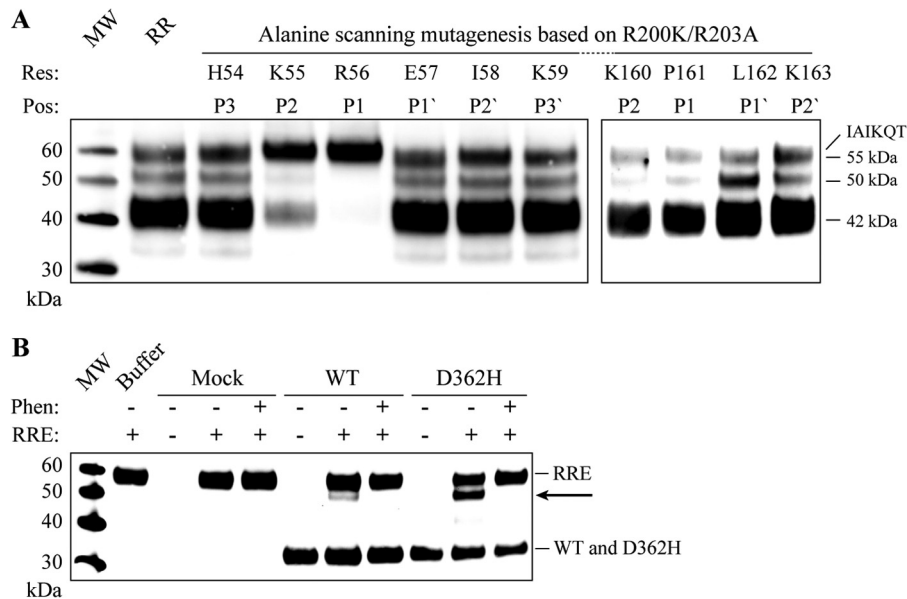 A
MW RR Alanine scanning mutagenesis based on R200K/R203A
Res: H54 K55 R56 E57 I58 K59 K160 P161 L162 K163
Pos: P3 P2 P1 P1` P2` P3` P2 P1 P1` P2`
IAIKQT
60 55 kDa
50 50 kDa
40 42 kDa
30
kDa
B
MW Buffer Mock WT D362H
Phen: - - - + - - + - - +
RRE: + - + + - + + - + +
60 RRE
50
40
30 WT and D362H
kDa